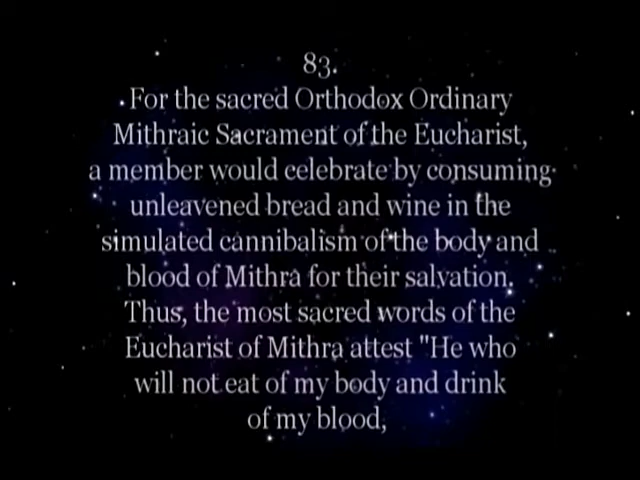 83.
For the sacred Orthodox Ordinary
Mithraic Sacrament of the Eucharist,
a member would celebrate by consuming
unleavened bread and wine in the
simulated cannibalism of the body and
blood of Mithra for their salvation.
Thus, the most sacred words of the
Eucharist of Mithra attest "He who
will not eat of my body and drink
of my blood,